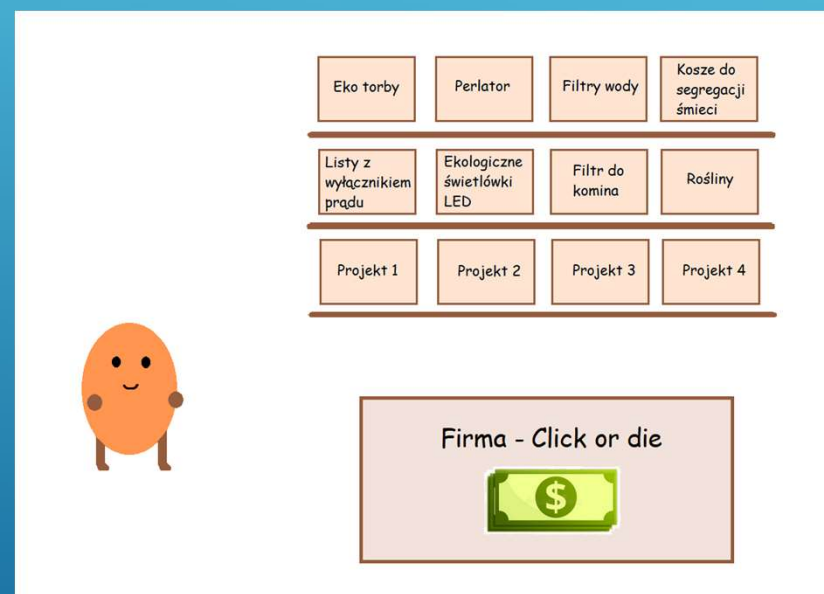 Eko torby
Perlator
Filtry wody
Kosze do
segregacji
śmieci
Listy z
wyłącznikiem
prądu
Ekologiczne
świetlówki
LED
Filtr do
komina
Rośliny
Projekt 1
Projekt 2
Projekt 3
Projekt 4
Firma - Click or die
$